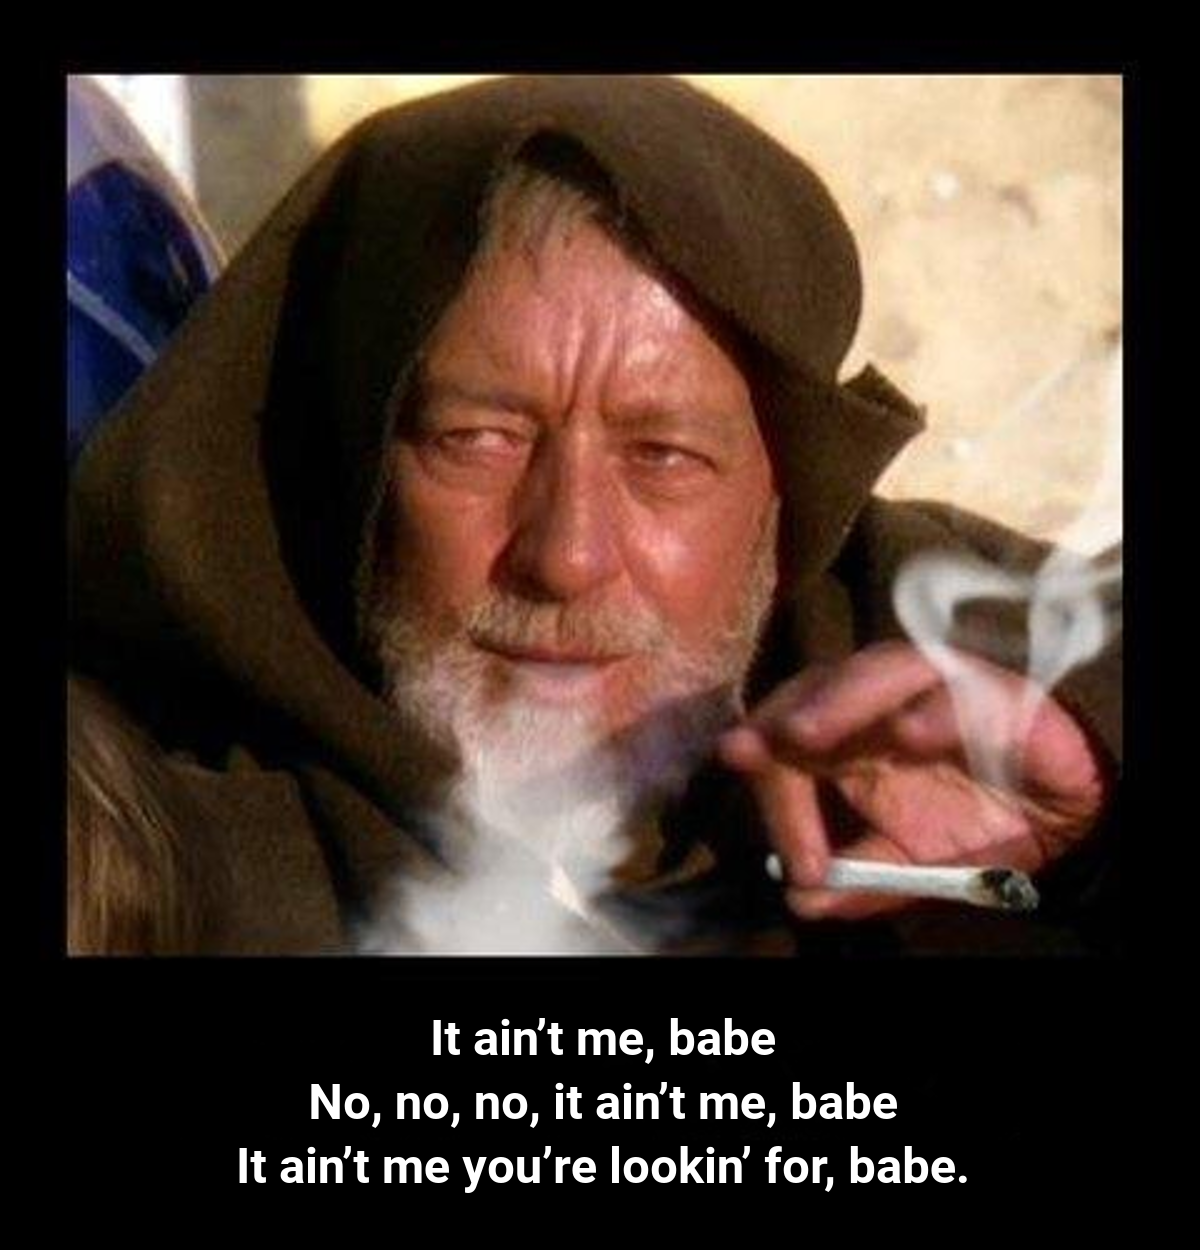 It ain’t me, babe
No, no, no, it ain’t me, babe
It ain’t me you’re lookin’ for, babe.